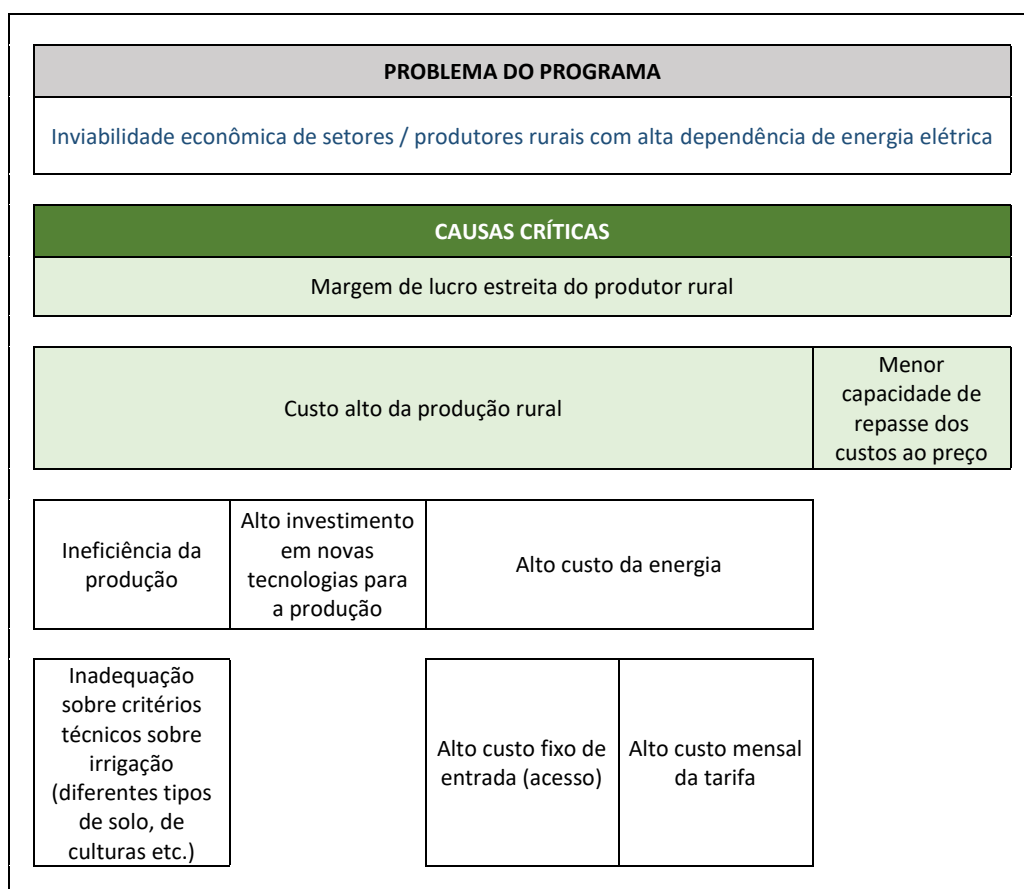 PROBLEMA DO PROGRAMA
Inviabilidade econômica de setores / produtores rurais com alta dependência de energia elétrica
CAUSAS CRÍTICAS
Margem de lucro estreita do produtor rural
Custo alto da produção rural
Menor
capacidade de
repasse dos
custos ao preço
Ineficiência da
produção
Alto investimento
em novas
tecnologias para
a produção
Alto custo da energia
Inadequação
sobre critérios
técnicos sobre
irrigação
(diferentes tipos
de solo, de
culturas etc.)
Alto custo fixo de
entrada (acesso)
Alto custo mensal
da tarifa